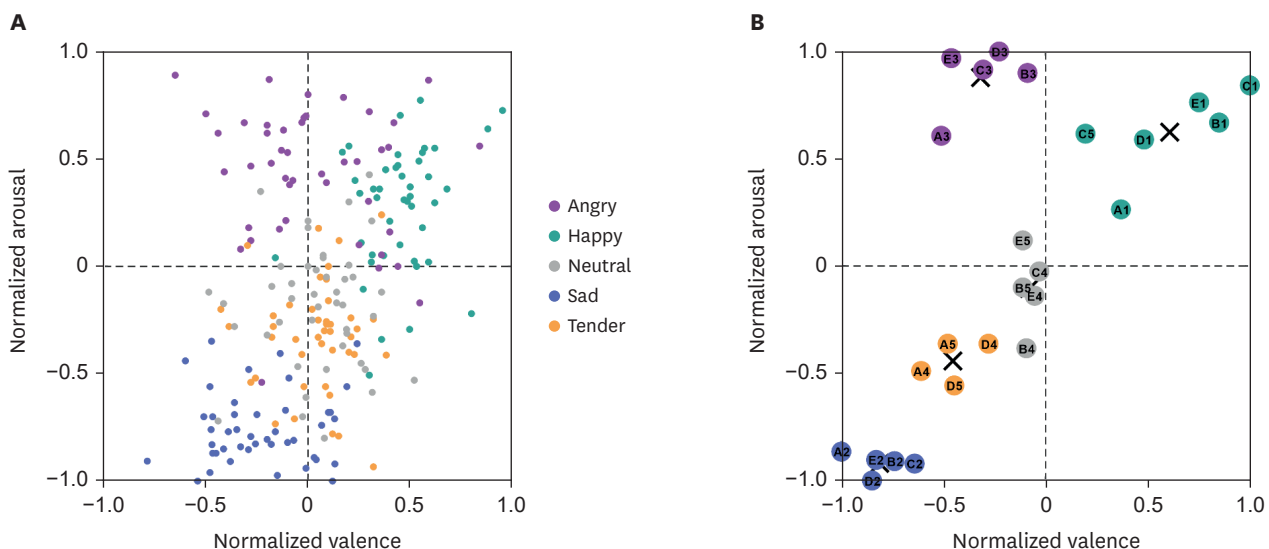 A
1.0
0.5
0
−0.5
−1.0
Normalized arousal
−1.0 −0.5 0 0.5 1.0
Normalized valence
Angry
Happy
Neutral
Sad
Tender
B
1.0
0.5
0
−0.5
−1.0
Normalized arousal
−1.0 −0.5 0 0.5 1.0
Normalized valence
D3
E3
C3
B3
C1
E1
B1
A3
C5
D1
A1
E5
C4
B5
E4
B4
A5
D4
A4
D5
A2
E2
B2
C2
D2